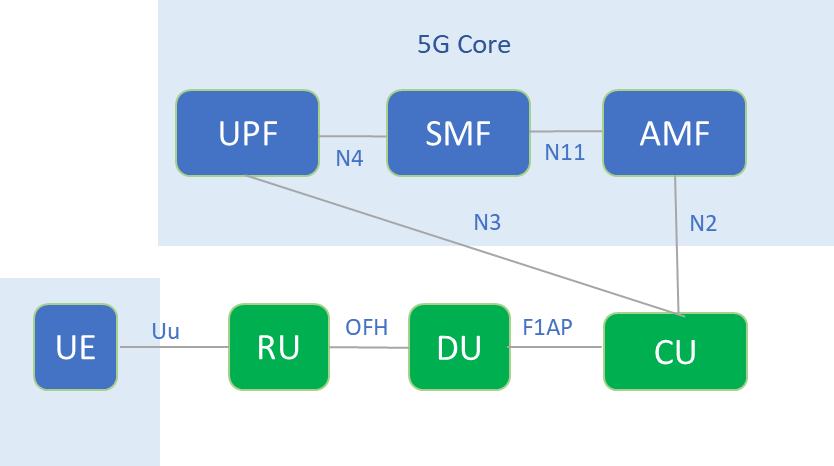 5G Core
UPF
SMF
AMF
N4
N11
N3
N2
UE
Uu
RU
OFH
DU
F1AP
CU